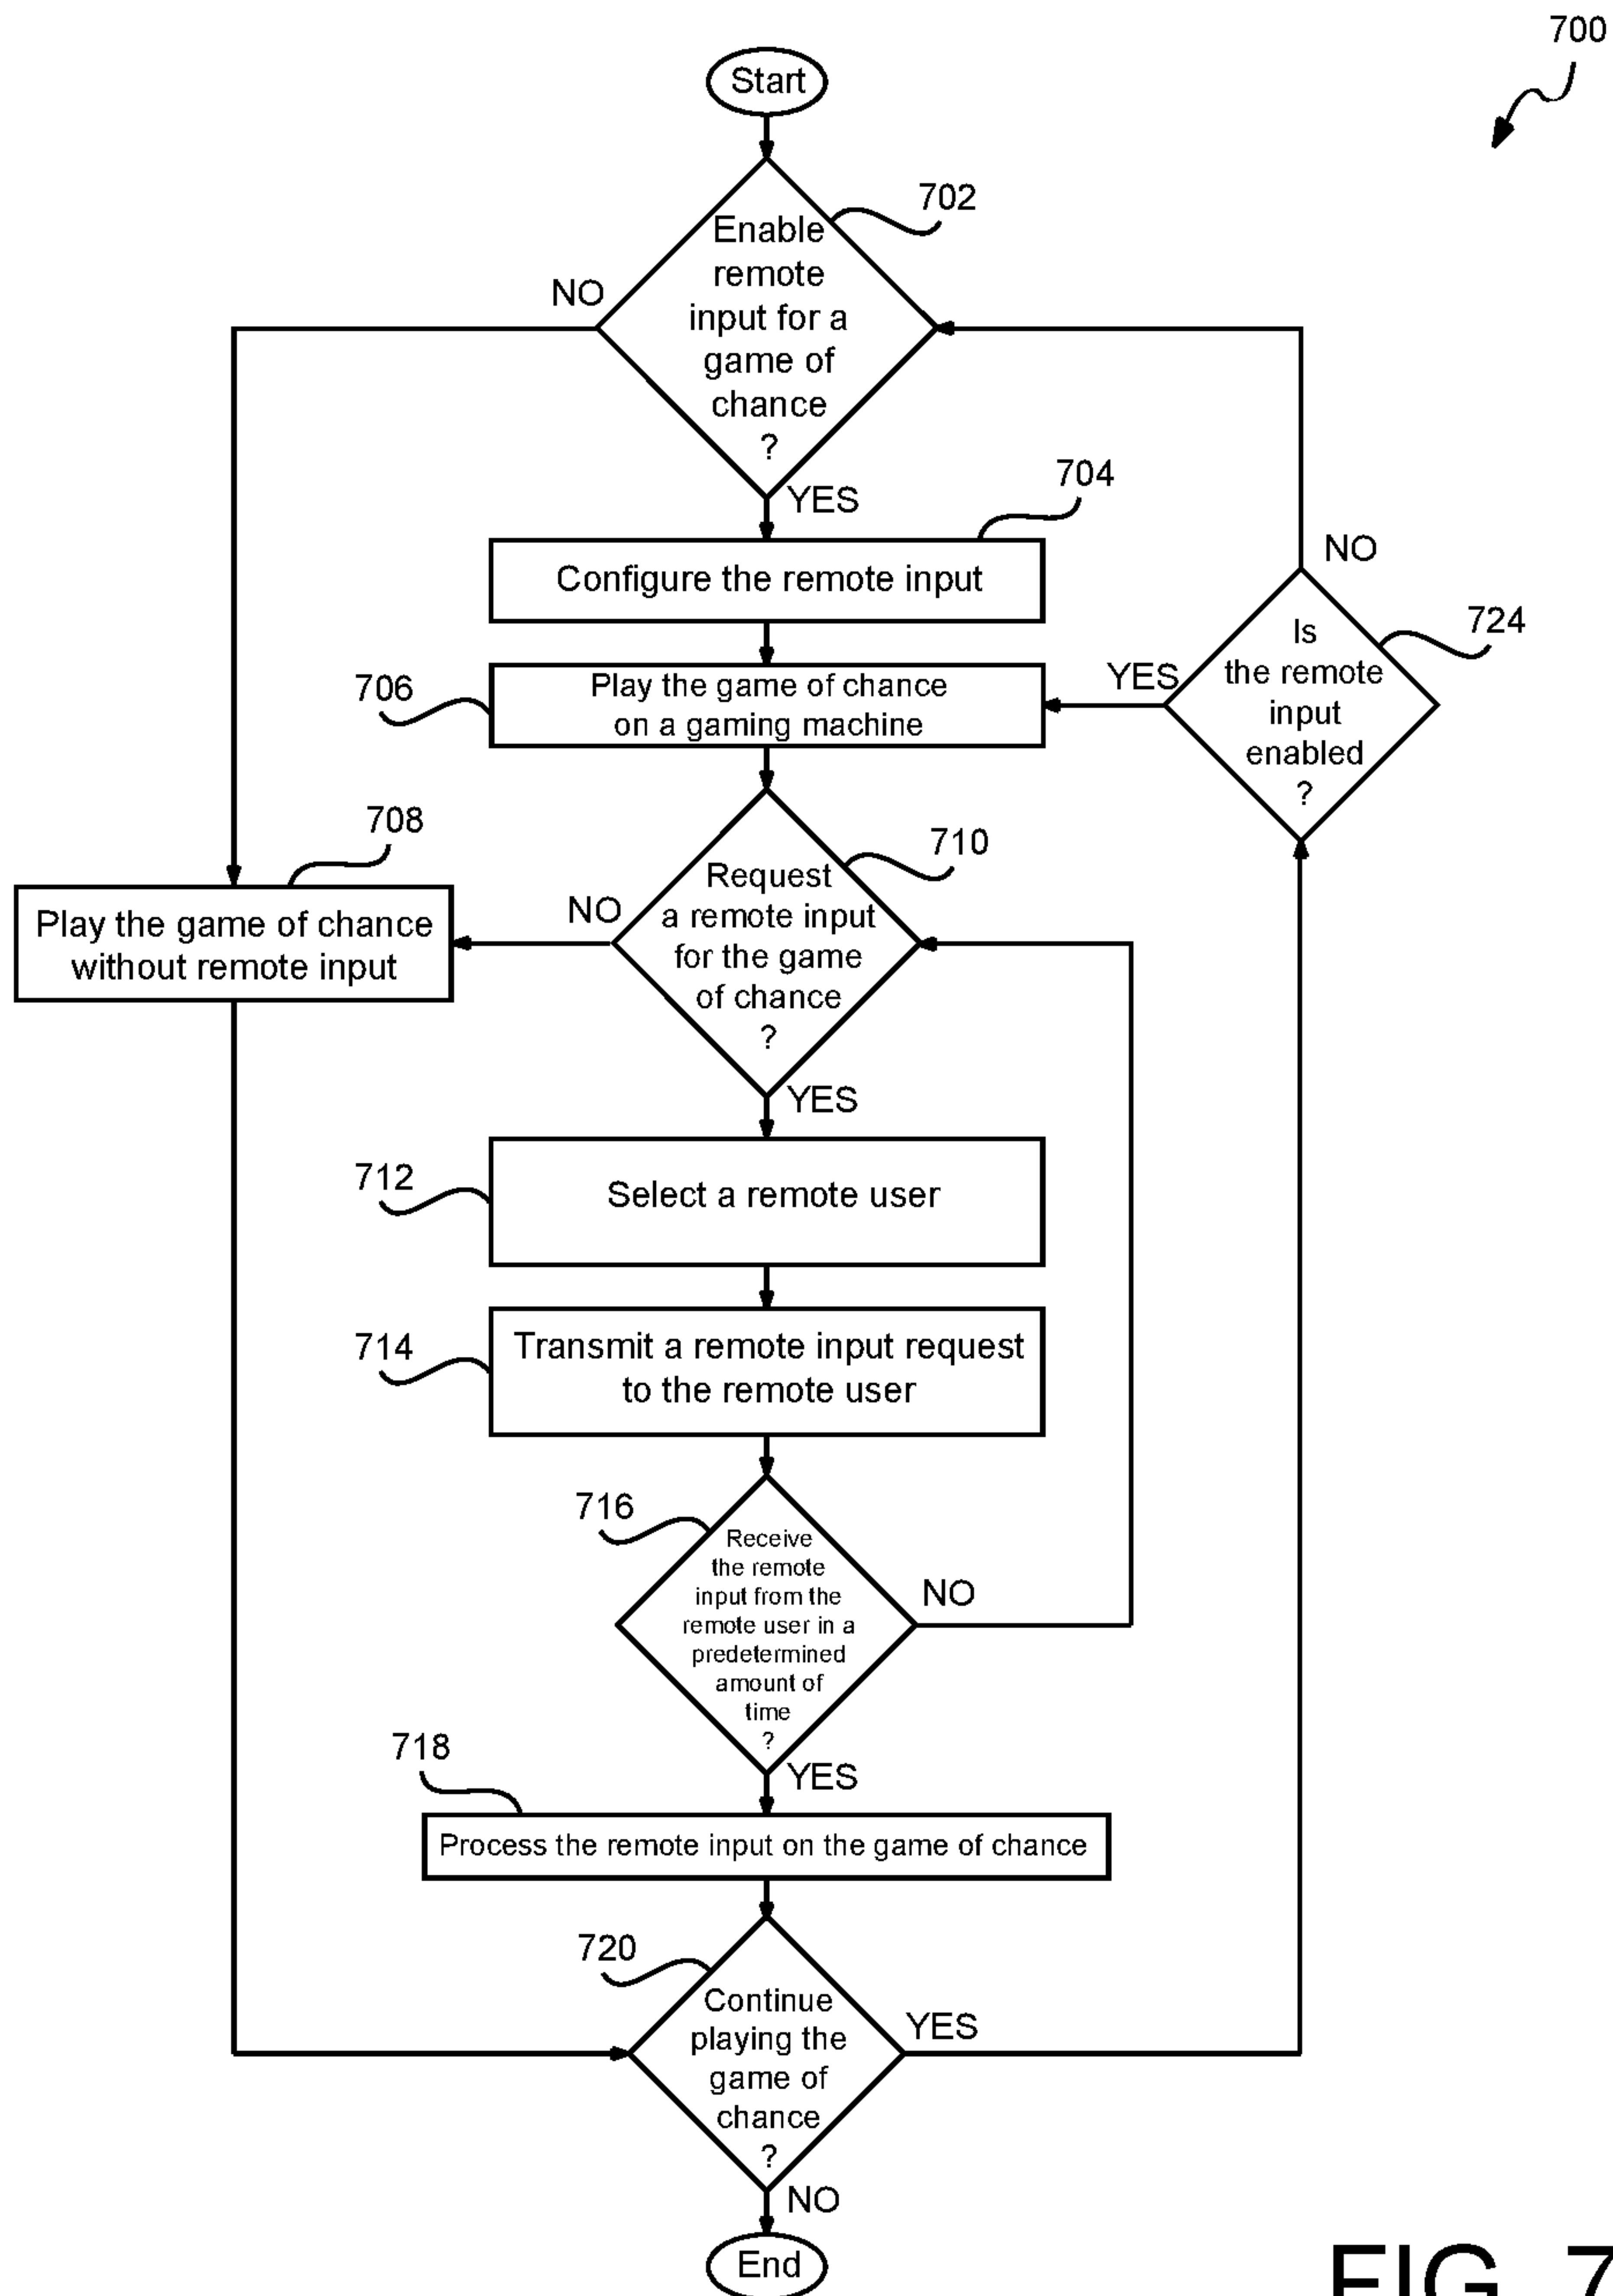 700
Start
702
Enable
remote
input for a
game of
chance
?
NO
YES
704
Configure the remote input
NO
724
Is
the remote
input
enabled
?
YES
706
Play the game of chance
on a gaming machine
708
Play the game of chance
without remote input
710
Request
a remote input
for the game
of chance
?
NO
YES
712
Select a remote user
714
Transmit a remote input request
to the remote user
716
Receive
the remote
input from the
remote user in a
predetermined
amount of
time
?
NO
YES
718
Process the remote input on the game of chance
720
Continue
playing the
game of
chance
?
YES
NO
End
FIG. 7